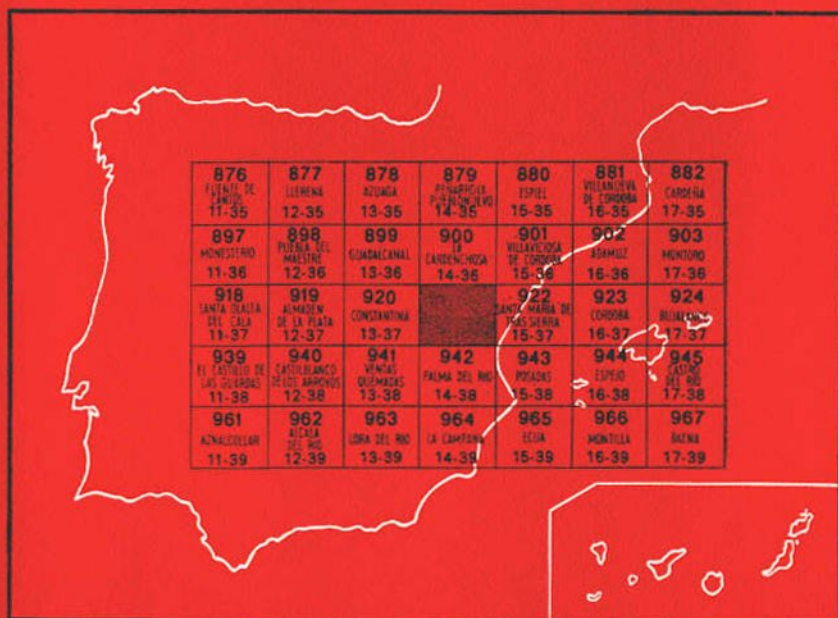 876 877 878 879 880 881 882
FUENTE DE CANTOS LLERENA AZUAGA PEÑARROYA PUEBLONUEVO ESPIEL VILLANUEVA DE CORDOBA CARDEÑA
11-35 12-35 13-35 14-35 15-35 16-35 17-35
897 898 899 900 901 902 903
MONESTERIO PUEBLA DEL MAESTRE GUADALCANAL LA CARDENCHOSA VILLAVICIOSA DE CORDOBA ADAMUZ MONTORO
11-36 12-36 13-36 14-36 15-36 16-36 17-36
918 919 920 922 923 924
SANTA OLALLA DEL CALA ALMADEN DE LA PLATA CONSTANTINA SANTA MARIA DE TRASSIERRA CORDOBA BUJALANCE
11-37 12-37 13-37 15-37 16-37 17-37
939 940 941 942 943 944 945
EL CASTILLO DE LAS GUARDAS CASTILBLANCO DE LOS ARROYOS VENTAS QUEMADAS PALMA DEL RIO POSADAS ESPEJO CASTRO DEL RIO
11-38 12-38 13-38 14-38 15-38 16-38 17-38
961 962 963 964 965 966 967
AZNALCOLLAR ALCALA DEL RIO LORA DEL RIO LA CAMPANA ECIJA MONTILLA BAENA
11-39 12-39 13-39 14-39 15-39 16-39 17-39